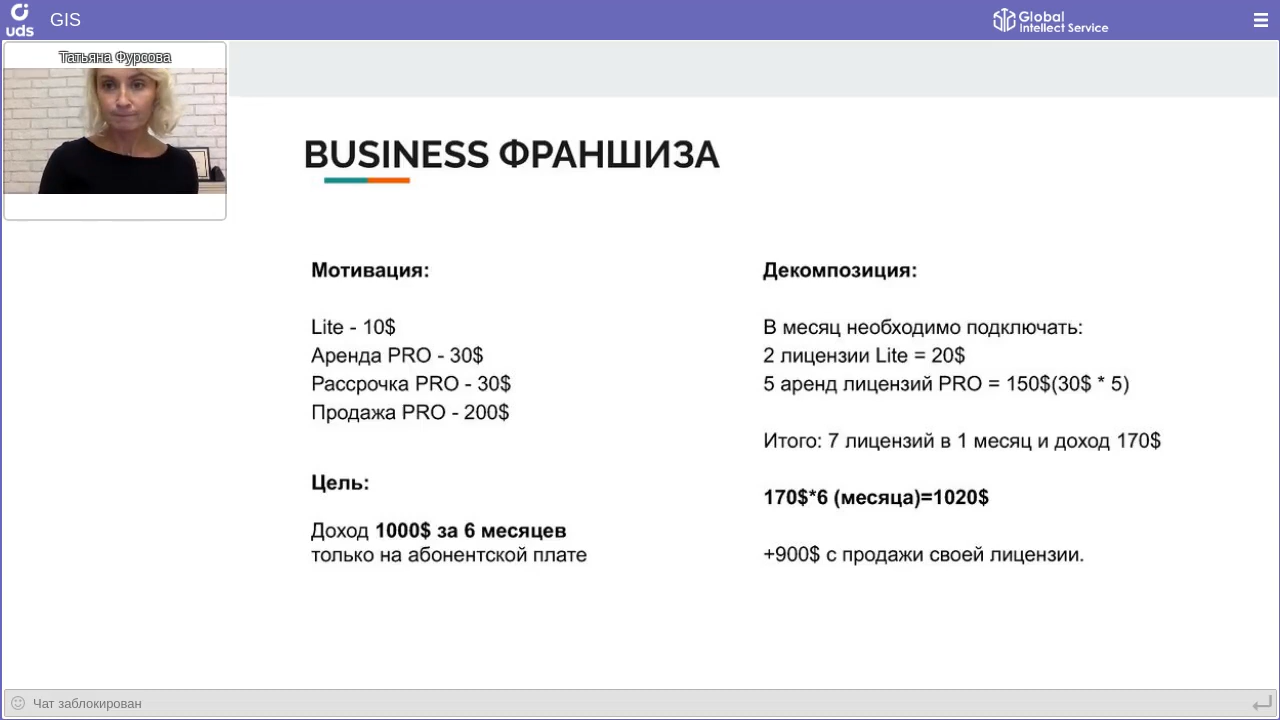 uds
GIS
Global
Intellect Service
Татьяна Фурсова
BUSINESS ФРАНШИЗА
Мотивация:
Lite - 10$
Аренда PRO - 30$
Рассрочка PRO - 30$
Продажа PRO - 200$
Цель:
Доход 1000$ за 6 месяцев
только на абонентской плате
Декомпозиция:
В месяц необходимо подключать:
2 лицензии Lite = 20$
5 аренд лицензий PRO = 150$(30$ * 5)
Итого: 7 лицензий в 1 месяц и доход 170$
170$*6 (месяца)=1020$
+900$ с продажи своей лицензии.
Чат заблокирован